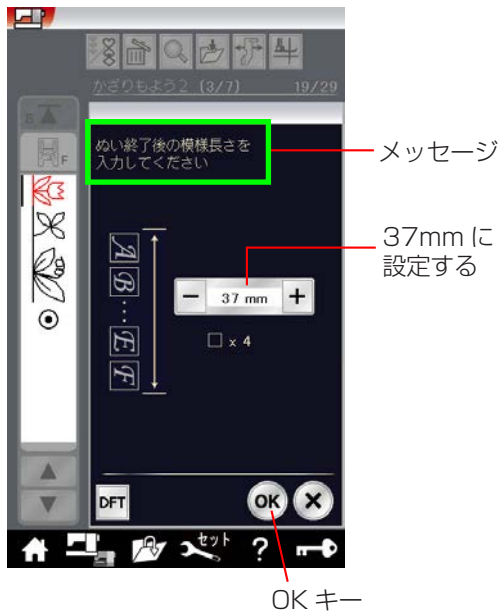 かざりもよう2 (3/7) 19/29
B
F
ぬい終了後の模様長さを
入力してください
メッセージ
37mm に
設定する
A
B
⋮
E
F
− 37 mm +
□ x 4
DFT OK ×
セット ?
OK キー